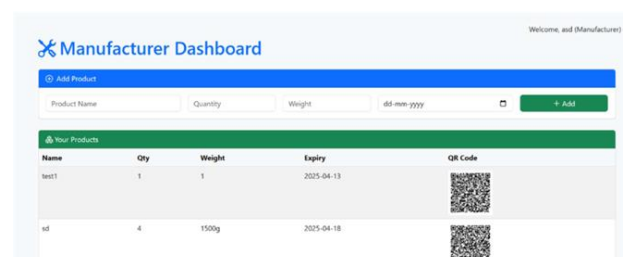 Welcome, asd (Manufacturer)
Manufacturer Dashboard
Add Product
Product Name Quantity Weight dd-mm-yyyy + Add
Your Products
Name Qty Weight Expiry QR Code
test1 1 1 2025-04-13
sd 4 1500g 2025-04-18